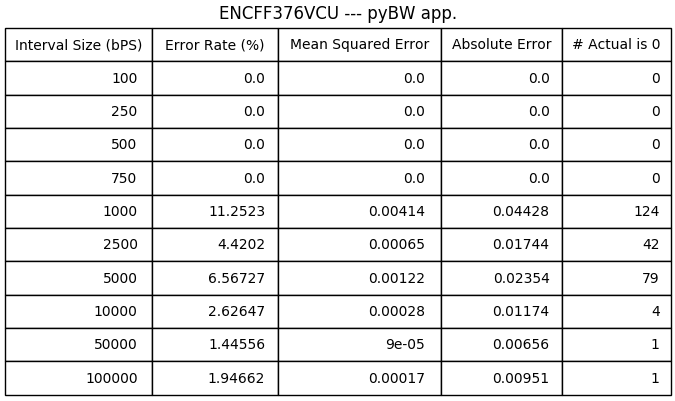 ENCFF376VCU --- pyBW app.
Interval Size (bPS) Error Rate (%) Mean Squared Error Absolute Error # Actual is 0
100 0.0 0.0 0.0 0
250 0.0 0.0 0.0 0
500 0.0 0.0 0.0 0
750 0.0 0.0 0.0 0
1000 11.2523 0.00414 0.04428 124
2500 4.4202 0.00065 0.01744 42
5000 6.56727 0.00122 0.02354 79
10000 2.62647 0.00028 0.01174 4
50000 1.44556 9e-05 0.00656 1
100000 1.94662 0.00017 0.00951 1